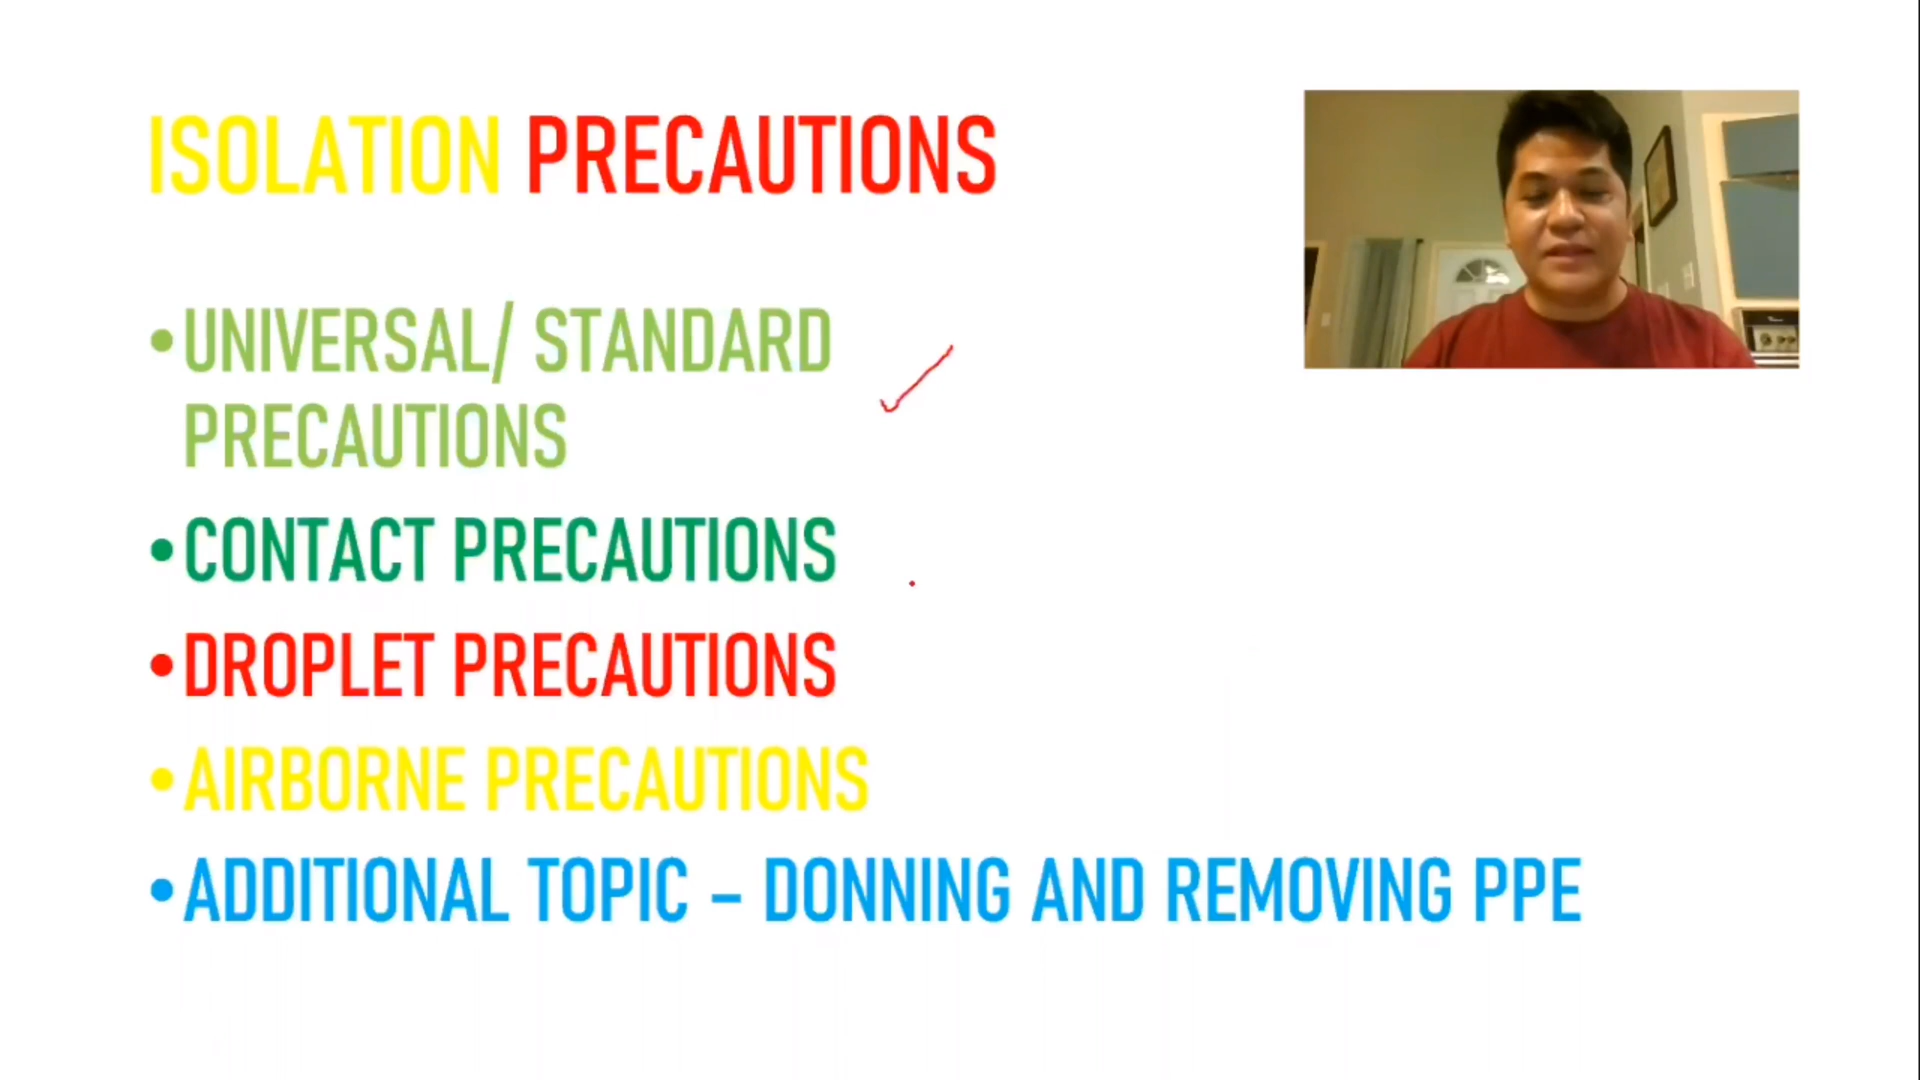 ISOLATION PRECAUTIONS
•UNIVERSAL/ STANDARD
PRECAUTIONS
•CONTACT PRECAUTIONS
•DROPLET PRECAUTIONS
•AIRBORNE PRECAUTIONS
•ADDITIONAL TOPIC – DONNING AND REMOVING PPE